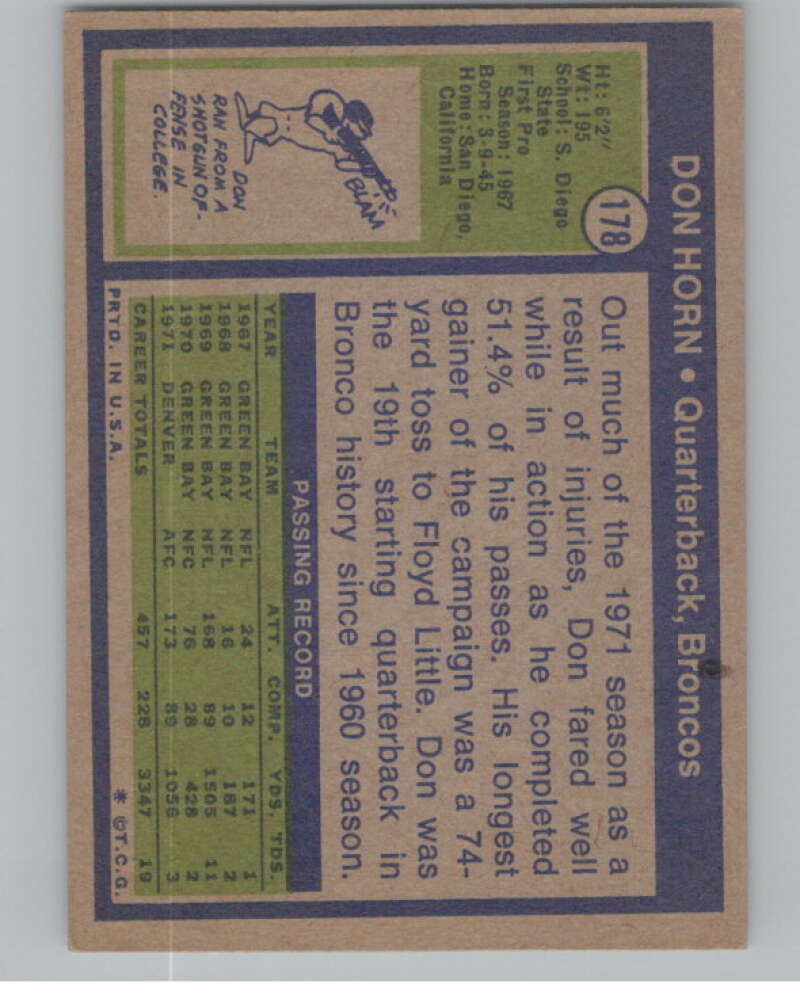 DON HORN • Quarterback, Broncos
178
Ht: 6'2"
Wt: 195
School: S. Diego
State
First Pro
Season: 1967
Born: 3-9-45
Home: San Diego,
California
BLAM
DON
RAN FROM A
SHOTGUN OF-
FENSE IN
COLLEGE.
Out much of the 1971 season as a
result of injuries, Don fared well
while in action as he completed
51.4% of his passes. His longest
gainer of the campaign was a 74-
yard toss to Floyd Little. Don was
the 19th starting quarterback in
Bronco history since 1960 season.
PASSING RECORD
YEAR TEAM ATT. COMP. YDS. TDS.
1967 GREEN BAY NFL 24 12 171 1
1968 GREEN BAY NFL 16 10 187 2
1969 GREEN BAY NFL 168 89 1505 11
1970 GREEN BAY NFC 76 28 428 2
1971 DENVER AFC 173 89 1056 3
CAREER TOTALS 457 228 3347 19
PRTD. IN U.S.A. * ©T.C.G.